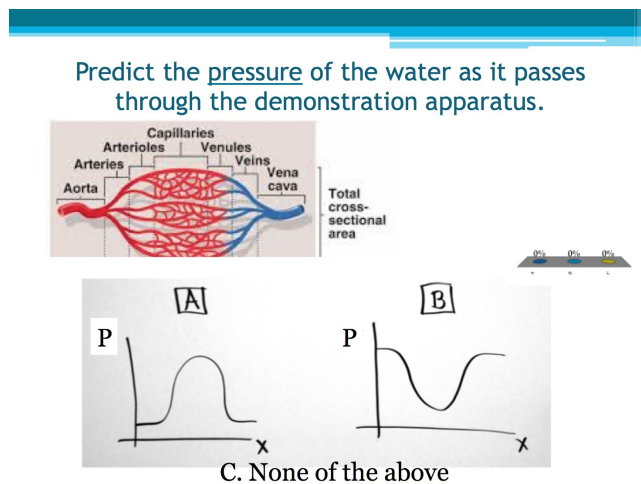 Predict the pressure of the water as it passes
through the demonstration apparatus.
Capillaries
Arterioles Venules
Arteries Veins
Aorta
Vena
cava
Total
cross-
sectional
area
0% 0% 0%
A B
P P
X X
C. None of the above